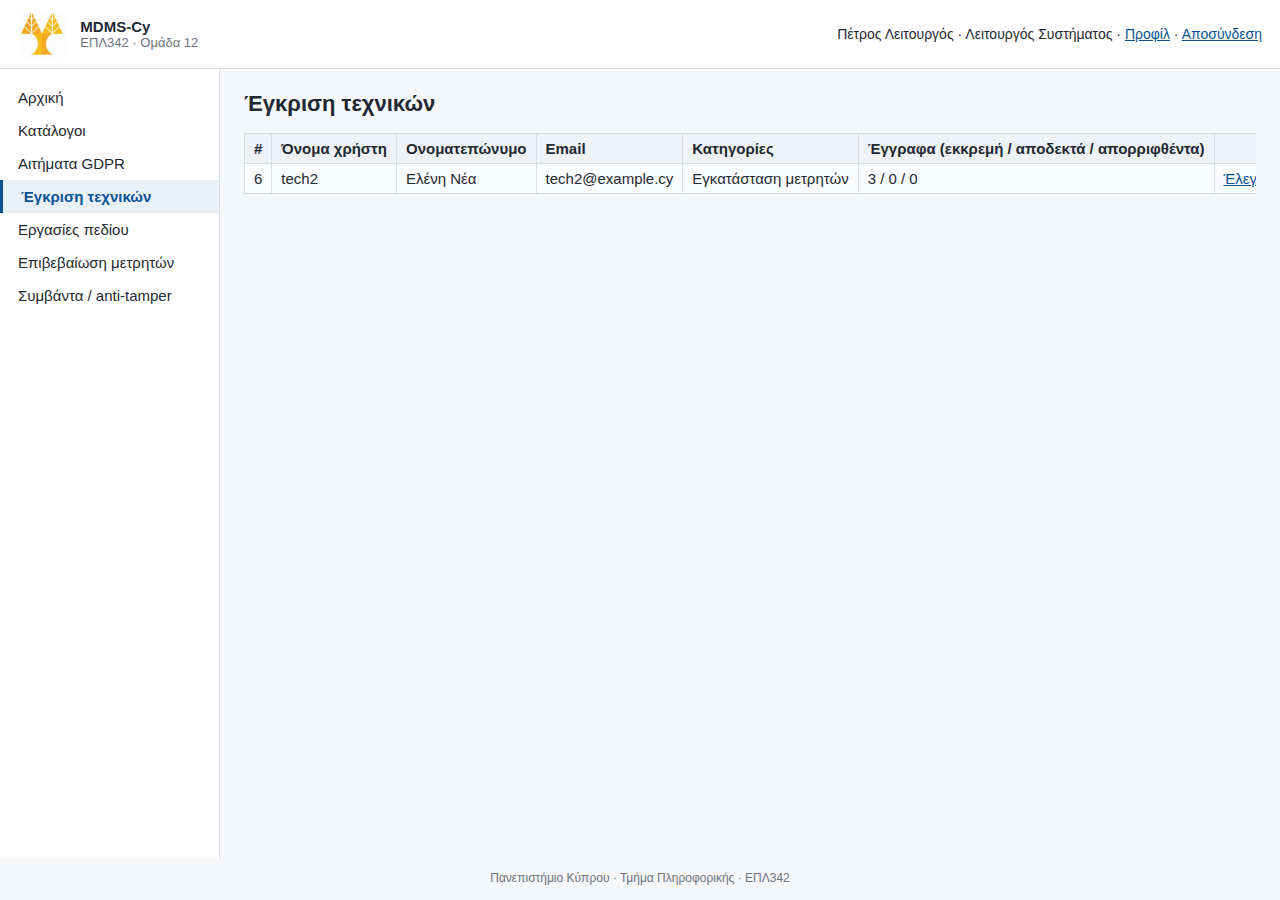 MDMS-Cy
ΕΠΛ342 · Ομάδα 12
Πέτρος Λειτουργός · Λειτουργός Συστήματος · Προφίλ · Αποσύνδεση
Αρχική
Κατάλογοι
Αιτήματα GDPR
Έγκριση τεχνικών
Εργασίες πεδίου
Επιβεβαίωση μετρητών
Συμβάντα / anti-tamper
Έγκριση τεχνικών
# Όνομα χρήστη Ονοματεπώνυμο Email Κατηγορίες Έγγραφα (εκκρεμή / αποδεκτά / απορριφθέντα)
6 tech2 Ελένη Νέα tech2@example.cy Εγκατάσταση μετρητών 3 / 0 / 0 Έλεγ
Πανεπιστήμιο Κύπρου · Τμήμα Πληροφορικής · ΕΠΛ342